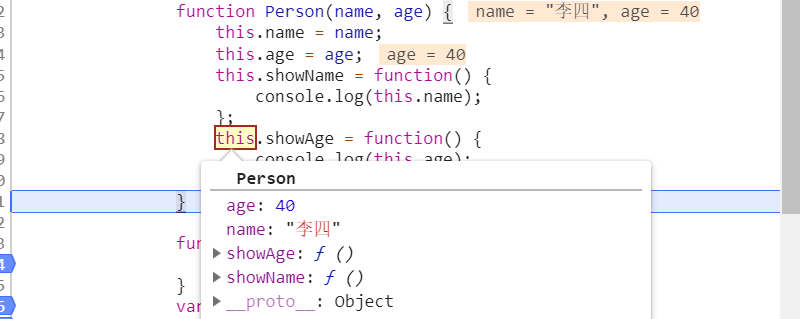 2 function Person(name, age) { name = "李四", age = 40
3 this.name = name;
4 this.age = age; age = 40
5 this.showName = function() {
6 console.log(this.name);
7 };
8 this.showAge = function() {
9 console.log(this.age);
0
Person
1 }
age: 40
2
name: "李四"
3 fun
showAge: ƒ ()
4
showName: ƒ ()
5 }
__proto__: Object
6 var